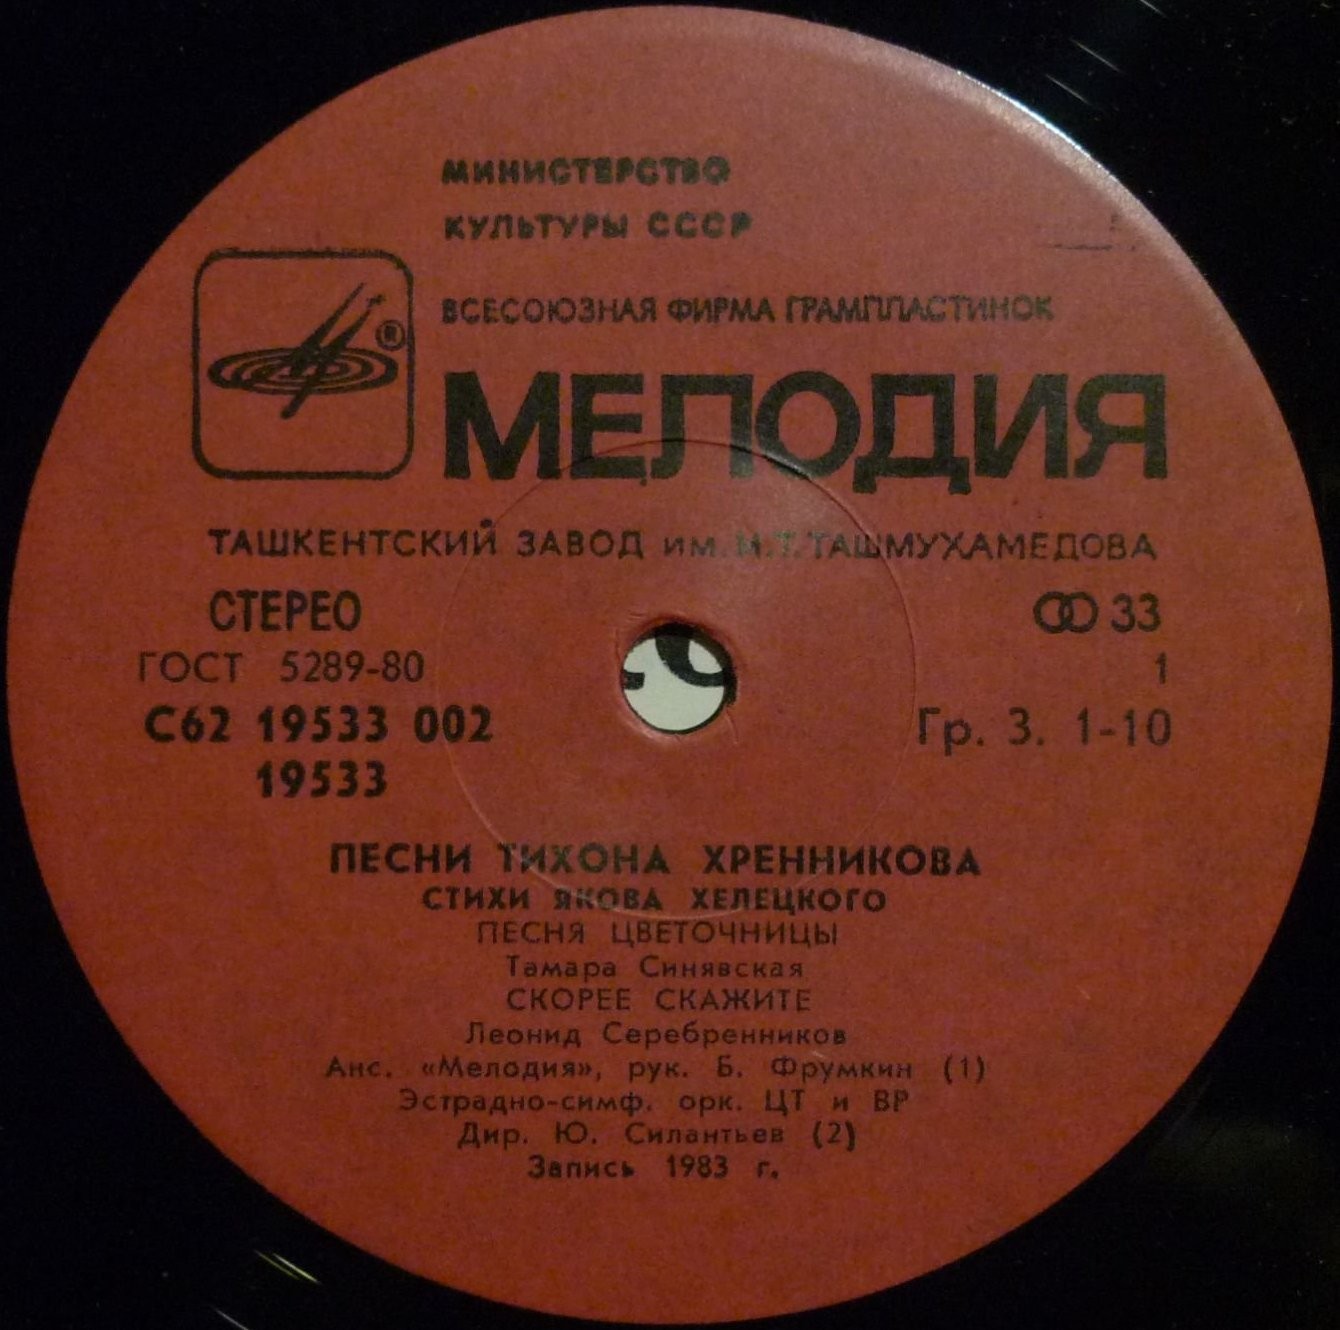 МИНИСТЕРСТВО
КУЛЬТУРЫ СССР
ВСЕСОЮЗНАЯ ФИРМА ГРАМПЛАСТИНОК
®
МЕЛОДИЯ
ТАШКЕНТСКИЙ ЗАВОД ИМ. М.Т. ТАШМУХАМЕДОВА
СТЕРЕО 33
ГОСТ 5289-80 1
С62 19533 002 Гр. 3. 1-10
19533
ПЕСНИ ТИХОНА ХРЕННИКОВА
СТИХИ ЯКОВА ХЕЛЕЦКОГО
ПЕСНЯ ЦВЕТОЧНИЦЫ
Тамара Синявская
СКОРЕЕ СКАЖИТЕ
Леонид Серебренников
Анс. «Мелодия», рук. Б. Фрумкин (1)
Эстрадно-симф. орк. ЦТ и ВР
Дир. Ю. Силантьев (2)
Запись 1983 г.